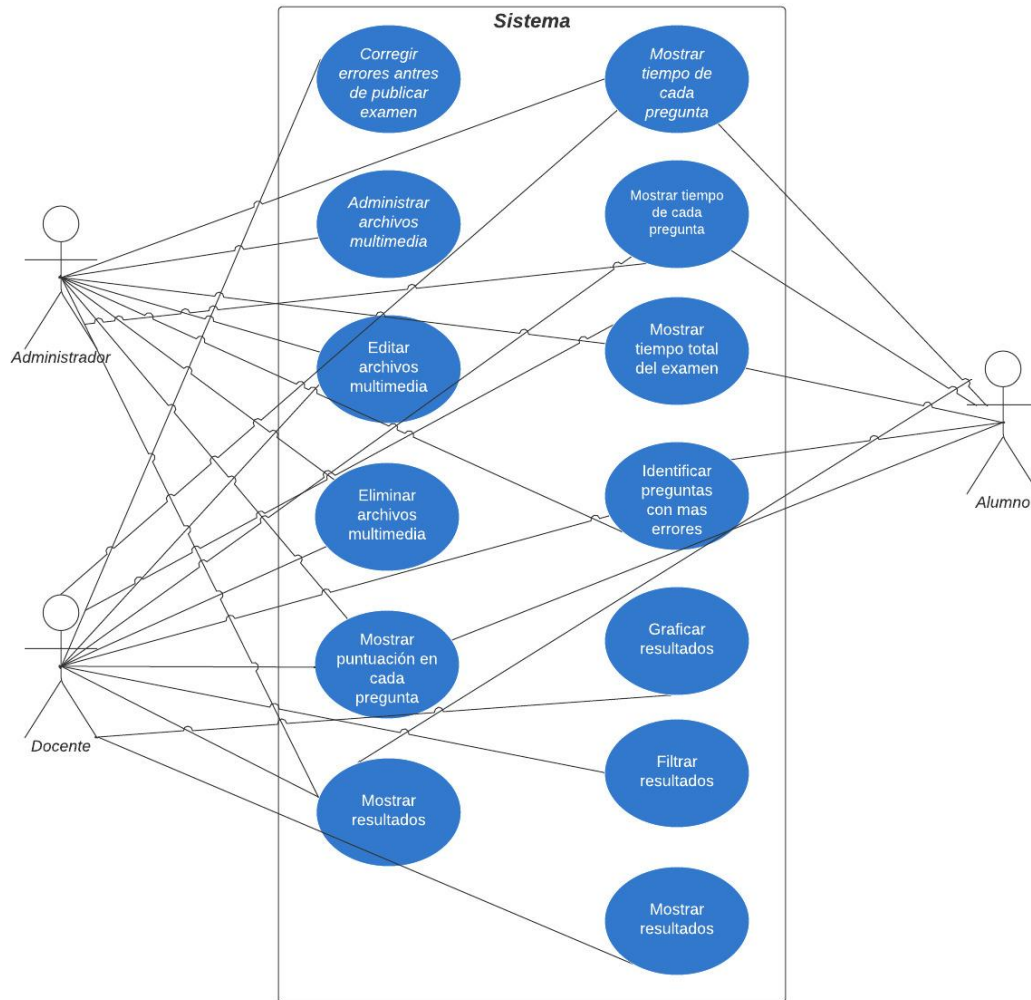 Sistema
Corregir
errores antres
de publicar
examen
Mostrar
tiempo de
cada
pregunta
Administrar
archivos
multimedia
Mostrar tiempo
de cada
pregunta
Administrador
Editar
archivos
multimedia
Mostrar
tiempo total
del examen
Eliminar
archivos
multimedia
Identificar
preguntas
con mas
errores
Alumno
Mostrar
puntuación en
cada
pregunta
Graficar
resultados
Docente
Filtrar
resultados
Mostrar
resultados
Mostrar
resultados